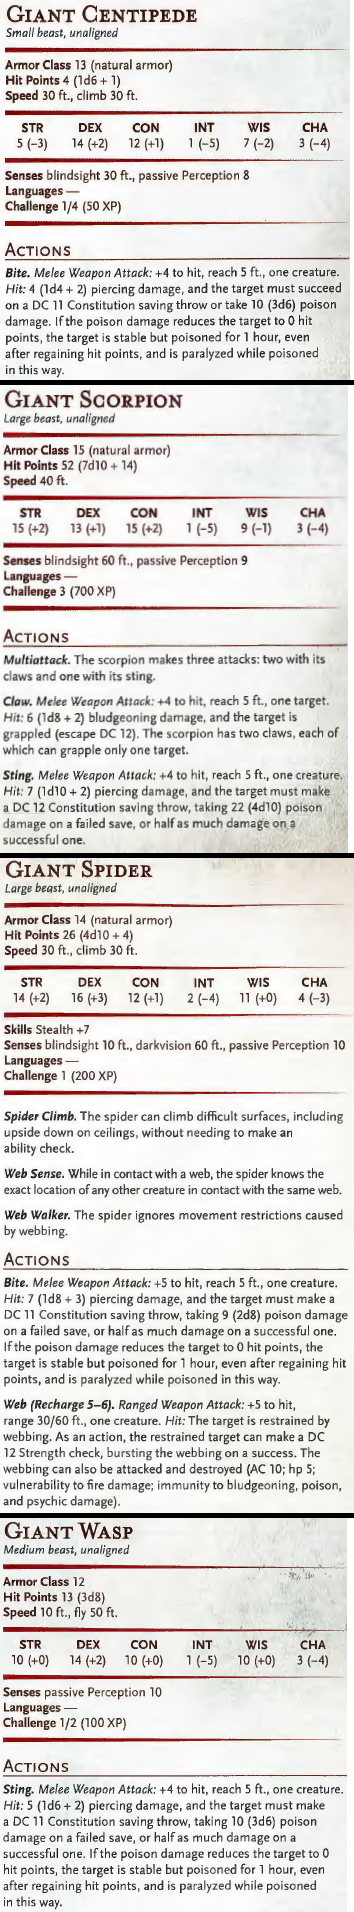 GIANT CENTIPEDE
Small beast, unaligned
Armor Class 13 (natural armor)
Hit Points 4 (1d6 + 1)
Speed 30 ft., climb 30 ft.
STR DEX CON INT WIS CHA
5 (–3) 14 (+2) 12 (+1) 1 (–5) 7 (–2) 3 (–4)
Senses blindsight 30 ft., passive Perception 8
Languages —
Challenge 1/4 (50 XP)
ACTIONS
Bite. Melee Weapon Attack: +4 to hit, reach 5 ft., one creature.
Hit: 4 (1d4 + 2) piercing damage, and the target must succeed
on a DC 11 Constitution saving throw or take 10 (3d6) poison
damage. If the poison damage reduces the target to 0 hit
points, the target is stable but poisoned for 1 hour, even
after regaining hit points, and is paralyzed while poisoned
in this way.
GIANT SCORPION
Large beast, unaligned
Armor Class 15 (natural armor)
Hit Points 52 (7d10 + 14)
Speed 40 ft.
STR DEX CON INT WIS CHA
15 (+2) 13 (+1) 15 (+2) 1 (–5) 9 (–1) 3 (–4)
Senses blindsight 60 ft., passive Perception 9
Languages —
Challenge 3 (700 XP)
ACTIONS
Multiattack. The scorpion makes three attacks: two with its
claws and one with its sting.
Claw. Melee Weapon Attack: +4 to hit, reach 5 ft., one target.
Hit: 6 (1d8 + 2) bludgeoning damage, and the target is
grappled (escape DC 12). The scorpion has two claws, each of
which can grapple only one target.
Sting. Melee Weapon Attack: +4 to hit, reach 5 ft., one creature.
Hit: 7 (1d10 + 2) piercing damage, and the target must make
a DC 12 Constitution saving throw, taking 22 (4d10) poison
damage on a failed save, or half as much damage on a
successful one.
GIANT SPIDER
Large beast, unaligned
Armor Class 14 (natural armor)
Hit Points 26 (4d10 + 4)
Speed 30 ft., climb 30 ft.
STR DEX CON INT WIS CHA
14 (+2) 16 (+3) 12 (+1) 2 (–4) 11 (+0) 4 (–3)
Skills Stealth +7
Senses blindsight 10 ft., darkvision 60 ft., passive Perception 10
Languages —
Challenge 1 (200 XP)
Spider Climb. The spider can climb difficult surfaces, including
upside down on ceilings, without needing to make an
ability check.
Web Sense. While in contact with a web, the spider knows the
exact location of any other creature in contact with the same web.
Web Walker. The spider ignores movement restrictions caused
by webbing.
ACTIONS
Bite. Melee Weapon Attack: +5 to hit, reach 5 ft., one creature.
Hit: 7 (1d8 + 3) piercing damage, and the target must make a
DC 11 Constitution saving throw, taking 9 (2d8) poison damage
on a failed save, or half as much damage on a successful one.
If the poison damage reduces the target to 0 hit points, the
target is stable but poisoned for 1 hour, even after regaining hit
points, and is paralyzed while poisoned in this way.
Web (Recharge 5–6). Ranged Weapon Attack: +5 to hit,
range 30/60 ft., one creature. Hit: The target is restrained by
webbing. As an action, the restrained target can make a DC
12 Strength check, bursting the webbing on a success. The
webbing can also be attacked and destroyed (AC 10; hp 5;
vulnerability to fire damage; immunity to bludgeoning, poison,
and psychic damage).
GIANT WASP
Medium beast, unaligned
Armor Class 12
Hit Points 13 (3d8)
Speed 10 ft., fly 50 ft.
STR DEX CON INT WIS CHA
10 (+0) 14 (+2) 10 (+0) 1 (–5) 10 (+0) 3 (–4)
Senses passive Perception 10
Languages —
Challenge 1/2 (100 XP)
ACTIONS
Sting. Melee Weapon Attack: +4 to hit, reach 5 ft., one creature.
Hit: 5 (1d6 + 2) piercing damage, and the target must make
a DC 11 Constitution saving throw, taking 10 (3d6) poison
damage on a failed save, or half as much damage on a
successful one. If the poison damage reduces the target to 0
hit points, the target is stable but poisoned for 1 hour, even
after regaining hit points, and is paralyzed while poisoned
in this way.